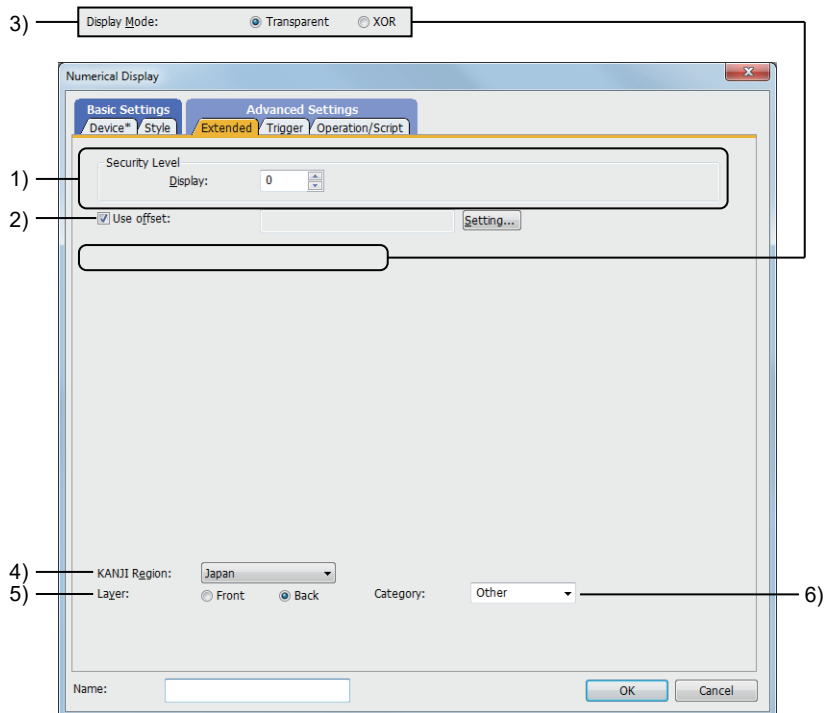 3) Display Mode: Transparent XOR
Numerical Display
Basic Settings Advanced Settings
Device* Style Extended Trigger Operation/Script
Security Level
1) Display: 0
2) Use offset: Setting...
4) KANJI Region: Japan
5) Layer: Front Back Category: Other 6)
Name: OK Cancel